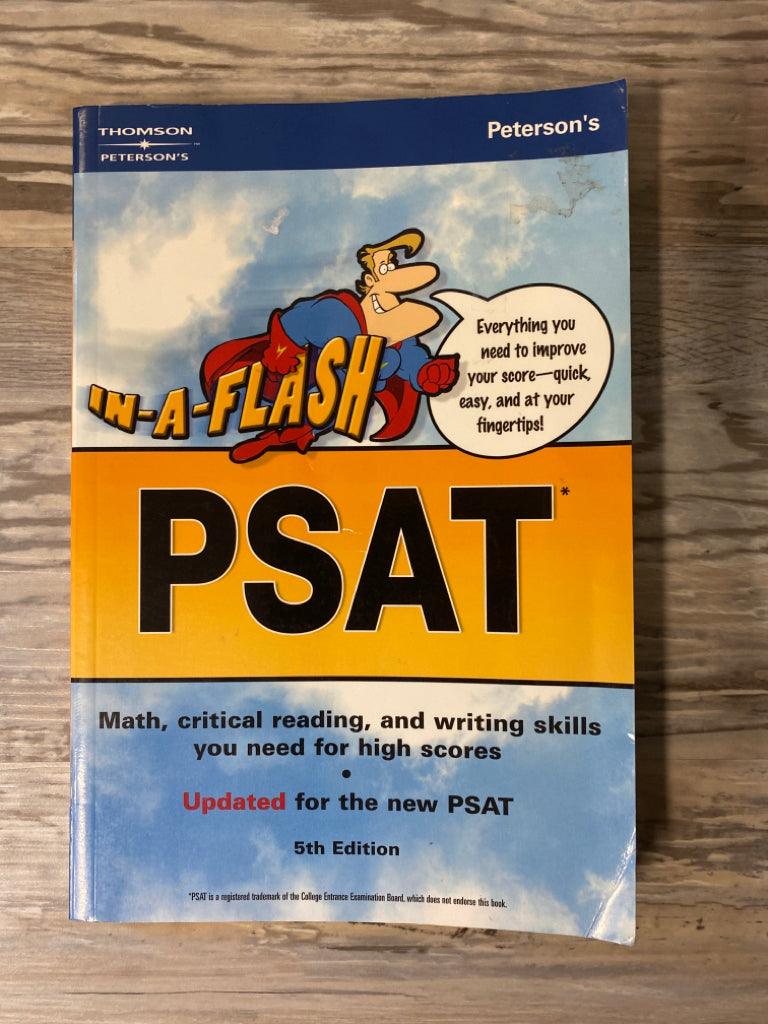 THOMSON
PETERSON'S™
Peterson's
IN-A-FLASH
Everything you
need to improve
your score—quick,
easy, and at your
fingertips!
PSAT*
Math, critical reading, and writing skills
you need for high scores
•
Updated for the new PSAT
5th Edition
*PSAT is a registered trademark of the College Entrance Examination Board, which does not endorse this book.